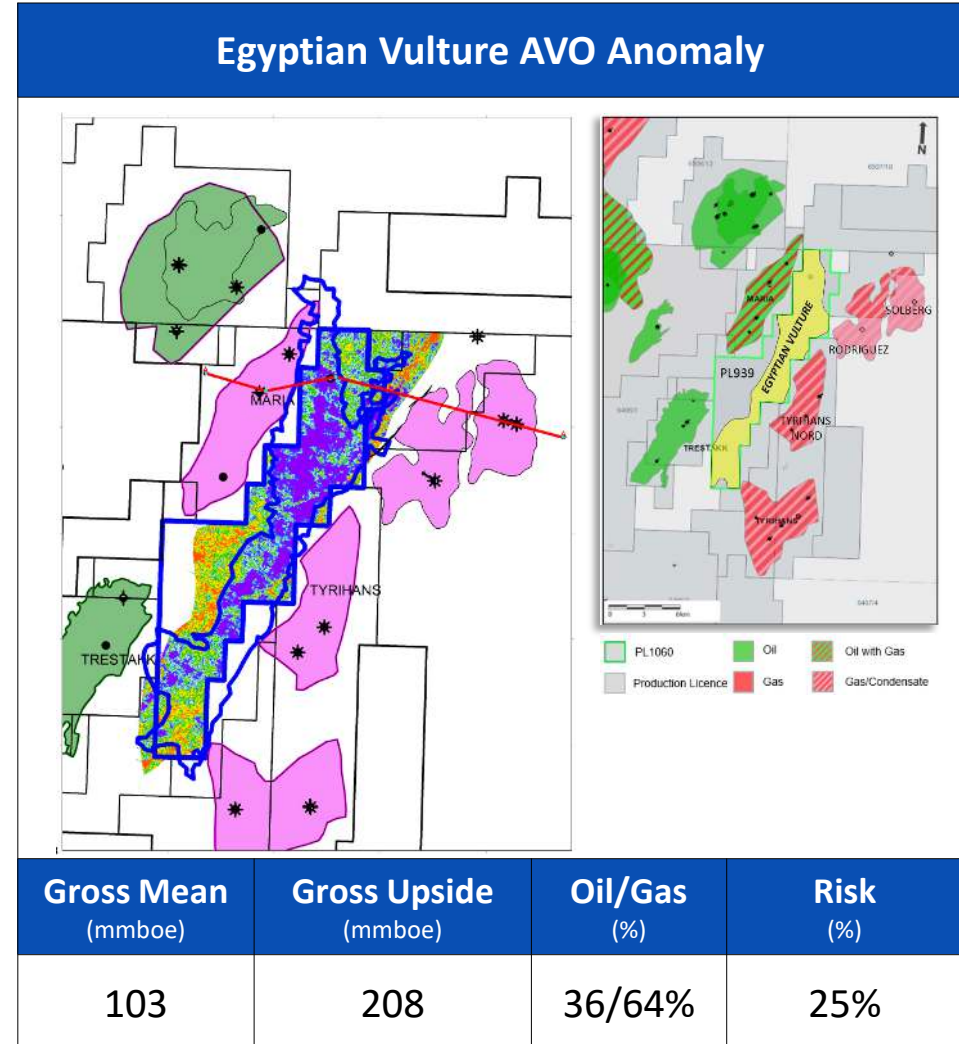 Egyptian Vulture AVO Anomaly
MARIA
TYRIHANS
TRESTAKK
N
MARIA
EGYPTIAN VULTURE
SOLBERG
RODRIGUEZ
PL939
TYRIHANS
NORD
TRESTAKK
TYRIHANS
PL1060
Oil
Oil with Gas
Production Licence
Gas
Gas/Condensate
Gross Mean
(mmboe)
Gross Upside
(mmboe)
Oil/Gas
(%)
Risk
(%)
103
208
36/64%
25%